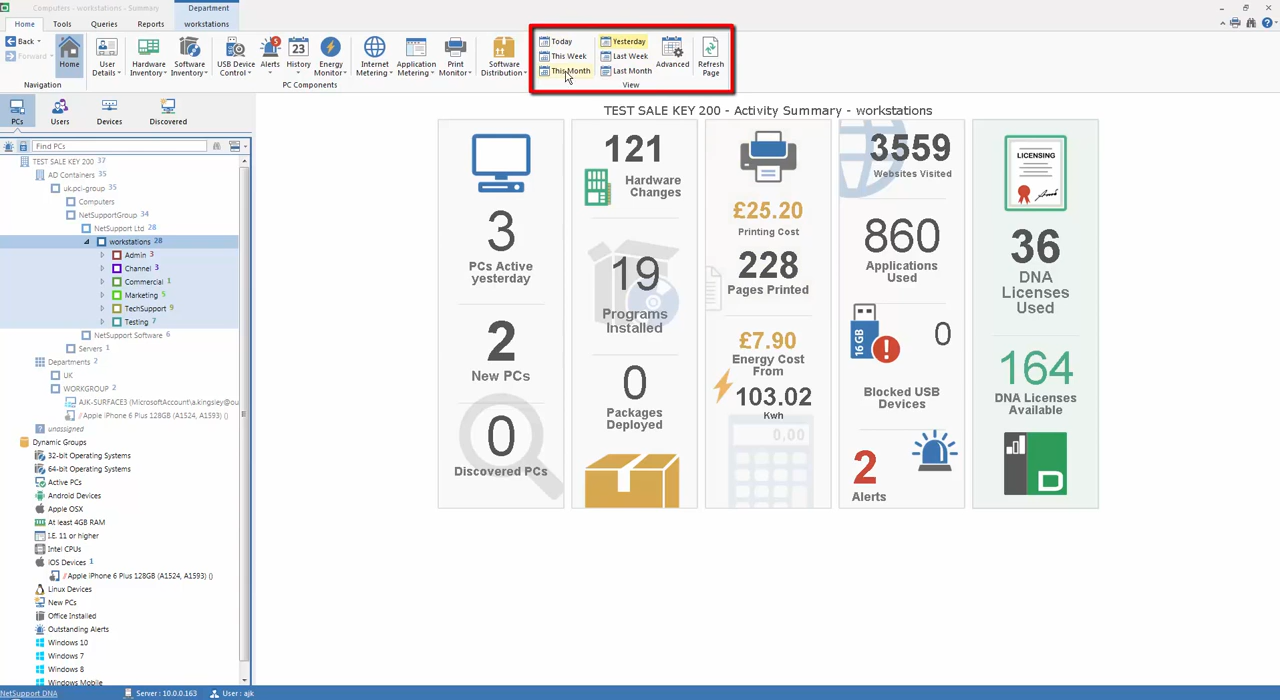 Computers - workstations - Summary
Department
Home
Tools
Queries
Reports
workstations
Back
Forward
Home
User Details
Hardware Inventory
Software Inventory
USB Device Control
Alerts
5
23
History
Energy Monitor
Internet Metering
Application Metering
Print Monitor
Software Distribution
Today
This Week
This Month
Yesterday
Last Week
Last Month
Advanced
Refresh Page
Navigation
PC Components
View
PCs
Users
Devices
Discovered
Find PCs
TEST SALE KEY 200 37
AD Containers 35
ukpci-group 35
Computers
NetSupportGroup 34
NetSupport Ltd 28
workstations 28
Admin 3
Channel 3
Commercial 1
Marketing 5
TechSupport 9
Testing 7
NetSupport Software 6
Servers 1
Departments 2
UK
WORKGROUP 2
AJK-SURFACE3 (MicrosoftAccount\a.kingsley@ou
//Apple iPhone 6 Plus 128GB (A1524, A1593) ()
unassigned
Dynamic Groups
32-bit Operating Systems
64-bit Operating Systems
Active PCs
Android Devices
Apple OSX
At least 4GB RAM
I.E. 11 or higher
Intel CPUs
iOS Devices 1
//Apple iPhone 6 Plus 128GB (A1524, A1593) ()
Linux Devices
New PCs
Office Installed
Outstanding Alerts
Windows 10
Windows 7
Windows 8
Windows Mobile
TEST SALE KEY 200 - Activity Summary - workstations
3
PCs Active
yesterday
2
New PCs
0
Discovered PCs
121
Hardware
Changes
19
Programs
Installed
0
Packages
Deployed
£25.20
Printing Cost
228
Pages Printed
£7.90
Energy Cost
From
103.02
Kwh
0,00
3559
Websites Visited
860
Applications
Used
16 GB
0
Blocked USB
Devices
2
Alerts
LICENSING
36
DNA
Licenses
Used
164
DNA Licenses
Available
D
NetSupport DNA
Server : 10.0.0.163
User : ajk